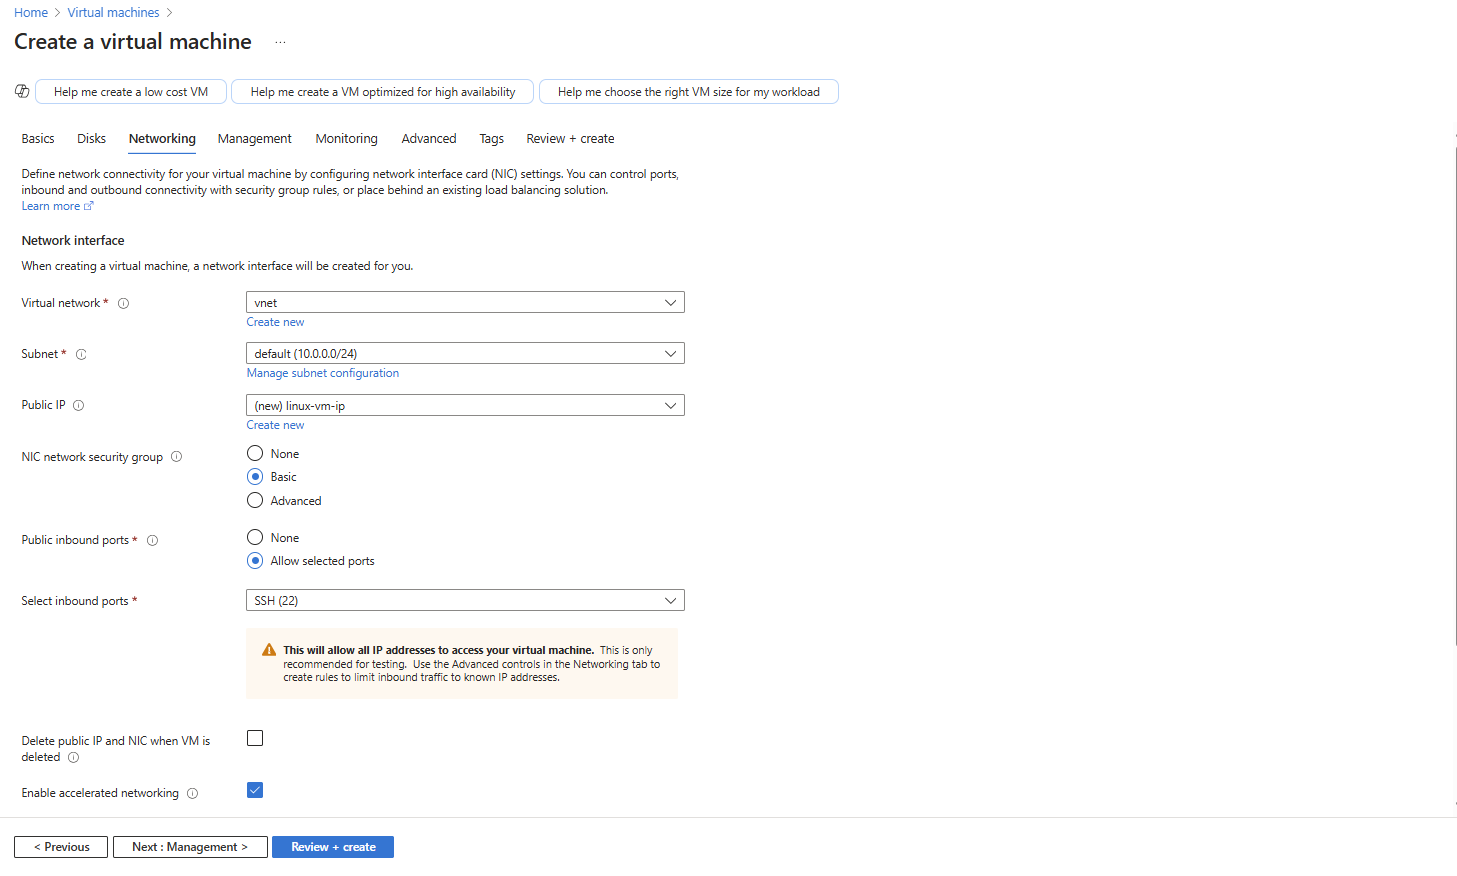 Home > Virtual machines >
Create a virtual machine ...
Help me create a low cost VM
Help me create a VM optimized for high availability
Help me choose the right VM size for my workload
Basics Disks Networking Management Monitoring Advanced Tags Review + create
Define network connectivity for your virtual machine by configuring network interface card (NIC) settings. You can control ports,
inbound and outbound connectivity with security group rules, or place behind an existing load balancing solution.
Learn more
Network interface
When creating a virtual machine, a network interface will be created for you.
Virtual network *
vnet
Create new
Subnet *
default (10.0.0.0/24)
Manage subnet configuration
Public IP
(new) linux-vm-ip
Create new
NIC network security group
None
Basic
Advanced
Public inbound ports *
None
Allow selected ports
Select inbound ports *
SSH (22)
This will allow all IP addresses to access your virtual machine. This is only
recommended for testing. Use the Advanced controls in the Networking tab to
create rules to limit inbound traffic to known IP addresses.
Delete public IP and NIC when VM is
deleted
Enable accelerated networking
< Previous
Next : Management >
Review + create